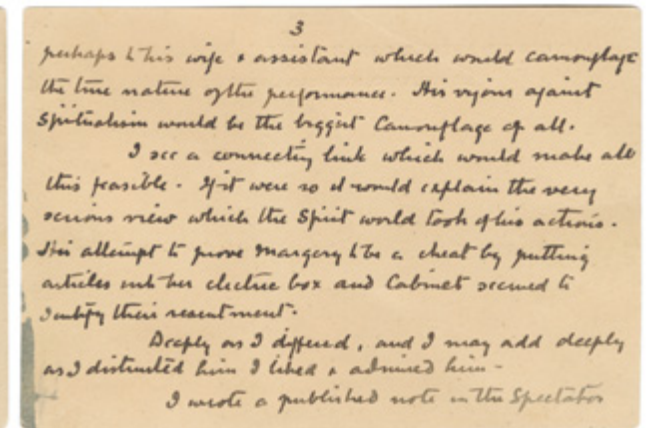 3
perhaps to his wife & assistant which would camouflage
the true nature of the performance. His against
Spiritualism would be the biggest Camouflage of all.
I see a connecting link which would make all
this feasible. If it were so it would explain the very
serious view which the Spirit world took of his actions.
His attempt to prove Margery to be a cheat by putting
articles into her electric box and Cabinet seemed to
justify their resentment.
Deeply as I differed, and I may add deeply
as I distrusted him I liked & admired him -
I wrote a published note in the Spectator